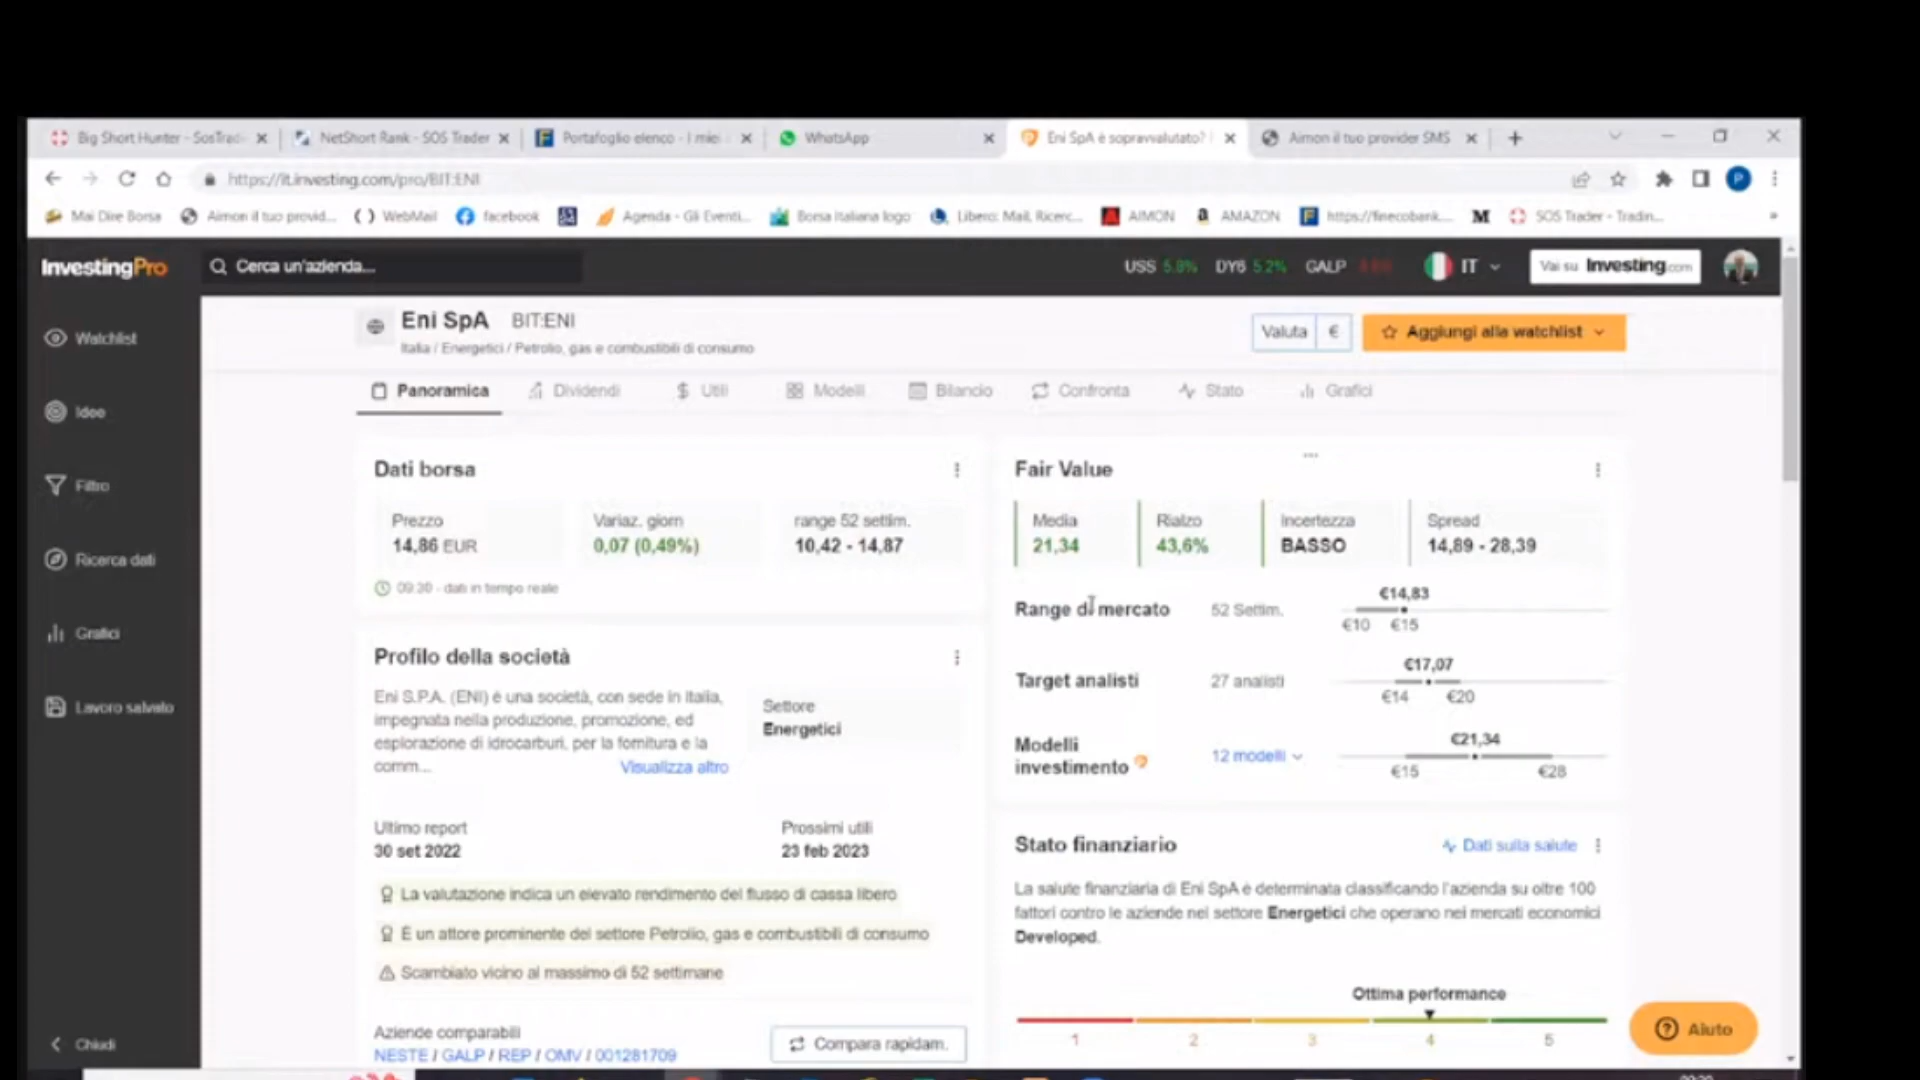 Big Short Hunter - SosTrad
NetShort Rank - SOS Trader
Portafoglio elenco - I miei
WhatsApp
Eni SpA è sopravvalutato?
Aimon il tuo provider SMS
https://it.investing.com/pro/BIT:ENI
P
Mai Dire Borsa
Aimon il tuo provid...
WebMail
facebook
Agenda - Gli Eventi...
Borsa Italiana logo
Libero: Mail, Ricerc...
AIMON
AMAZON
https://finecobank....
M
SOS Trader - Tradin...
InvestingPro
Cerca un'azienda...
USS 5.9%
DY6 5.2%
GALP
IT
Vai su Investing.com
Watchlist
Idee
Filtro
Ricerca dati
Grafici
Lavoro salvato
Chiudi
Eni SpA BIT:ENI
Italia / Energetici / Petrolio, gas e combustibili di consumo
Valuta €
Aggiungi alla watchlist
Panoramica
Dividendi
Utili
Modelli
Bilancio
Confronta
Stato
Grafici
Dati borsa
Prezzo
14,86 EUR
Variaz. giorn
0,07 (0,49%)
range 52 settim.
10,42 - 14,87
09:20 - dati in tempo reale
Profilo della società
Eni S.P.A. (ENI) è una società, con sede in Italia,
impegnata nella produzione, promozione, ed
esplorazione di idrocarburi, per la fornitura e la
comm...
Visualizza altro
Settore
Energetici
Ultimo report
30 set 2022
Prossimi utili
23 feb 2023
La valutazione indica un elevato rendimento del flusso di cassa libero
È un attore prominente del settore Petrolio, gas e combustibili di consumo
Scambiato vicino al massimo di 52 settimane
Aziende comparabili
NESTE / GALP / REP / OMV / 001281709
Compara rapidam.
Fair Value
Media
21,34
Rialzo
43,6%
Incertezza
BASSO
Spread
14,89 - 28,39
Range di mercato
52 Settim.
€14,83
€10 €15
Target analisti
27 analisti
€17,07
€14 €20
Modelli
investimento
12 modelli
€21,34
€15 €28
Stato finanziario
Dati sulla salute
La salute finanziaria di Eni SpA è determinata classificando l'azienda su oltre 100
fattori contro le aziende nel settore Energetici che operano nei mercati economici
Developed.
Ottima performance
1 2 3 4 5
Aiuto